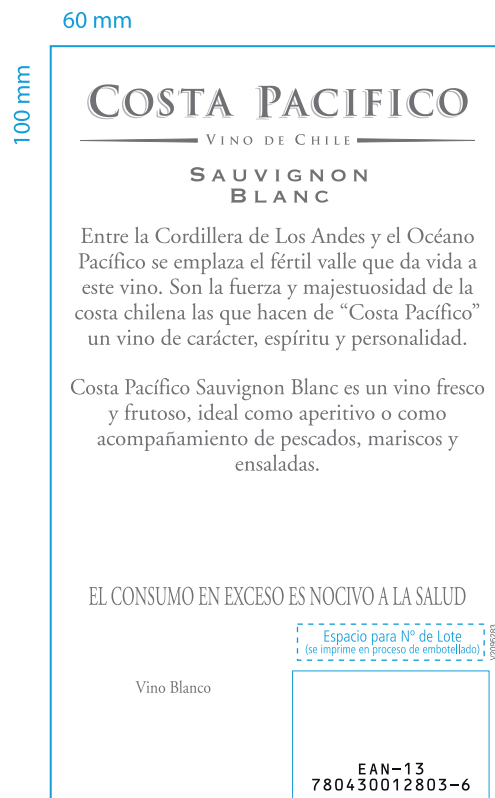 60 mm
100 mm
COSTA PACIFICO
VINO DE CHILE
SAUVIGNON
BLANC
Entre la Cordillera de Los Andes y el Océano
Pacífico se emplaza el fértil valle que da vida a
este vino. Son la fuerza y majestuosidad de la
costa chilena las que hacen de “Costa Pacífico”
un vino de carácter, espíritu y personalidad.
Costa Pacífico Sauvignon Blanc es un vino fresco
y frutoso, ideal como aperitivo o como
acompañamiento de pescados, mariscos y
ensaladas.
EL CONSUMO EN EXCESO ES NOCIVO A LA SALUD
Espacio para Nº de Lote
(se imprime en proceso de embotellado)
Vino Blanco
EAN-13
780430012803-6